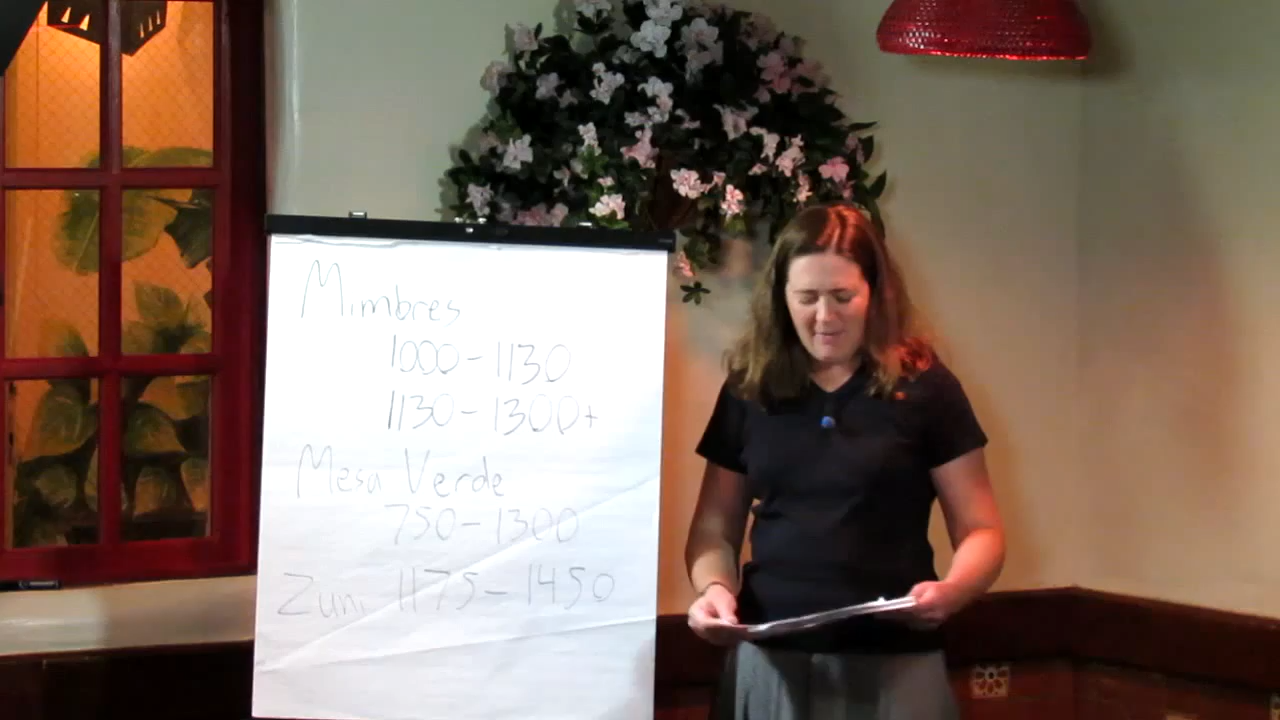 Mimbres
1000-1130
1130-1300+
Mesa Verde
750-1300
Zuni 1175-1450